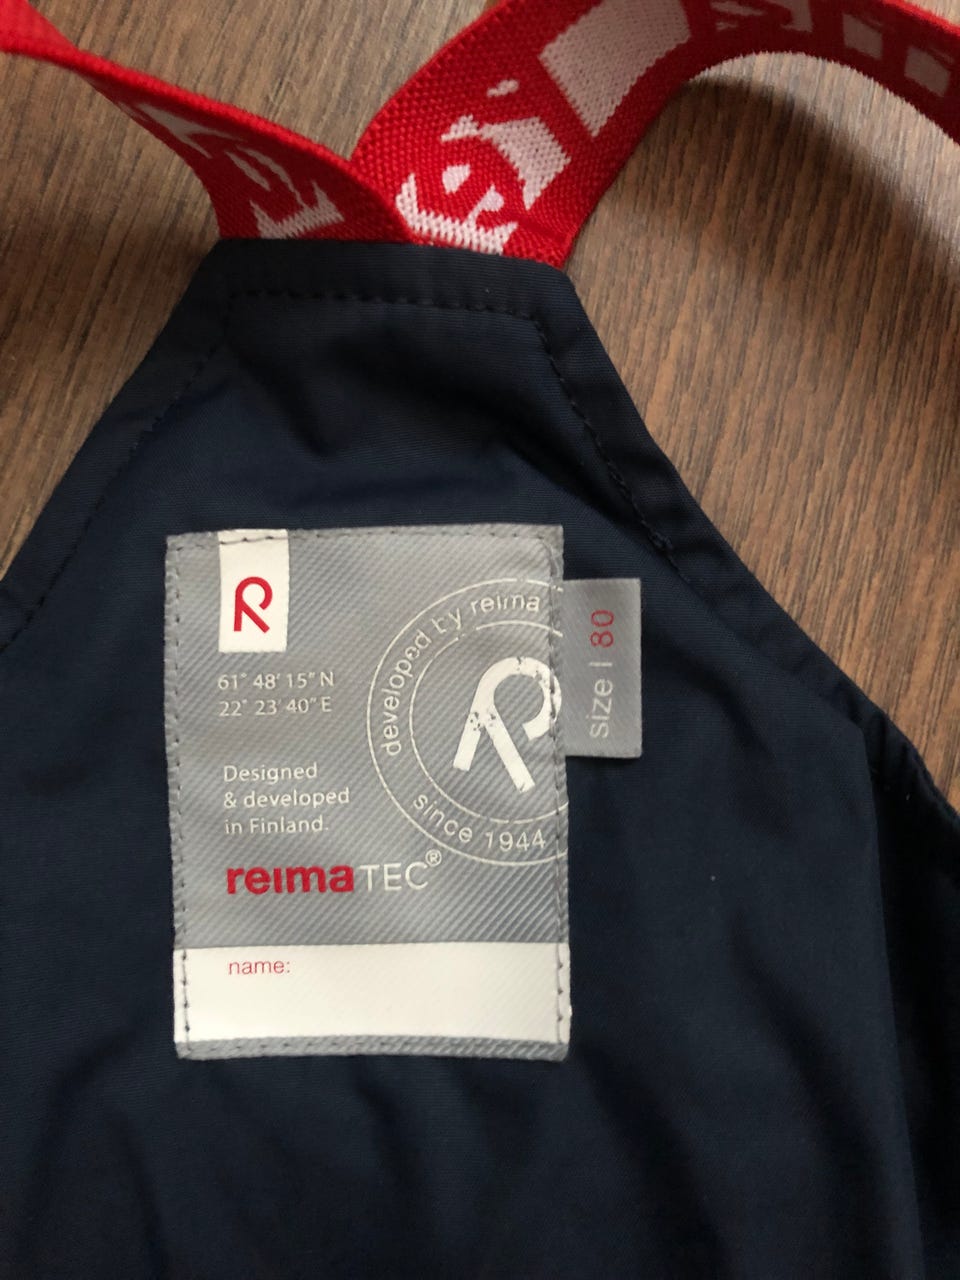 R
61° 48' 15" N
22° 23' 40" E
Designed
& developed
in Finland.
reimaTEC®
name:
developed by reima
R
since 1944
size | 80